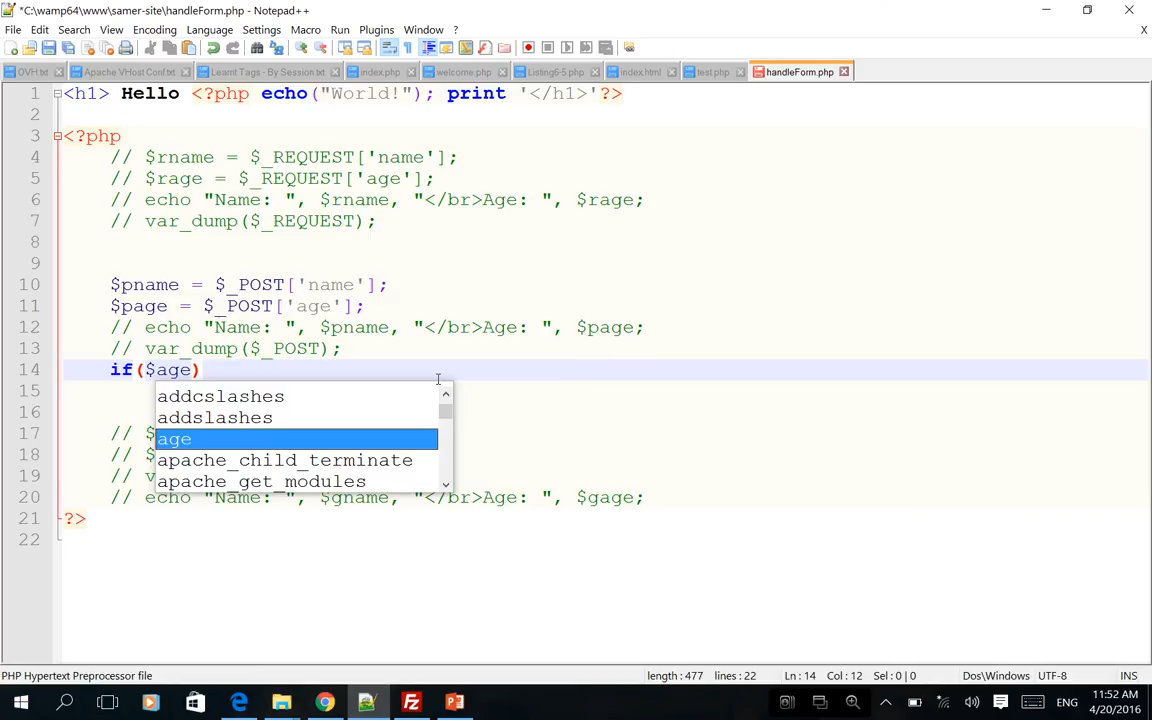 *C:\wamp64\www\samer-site\handleForm.php - Notepad++
File Edit Search View Encoding Language Settings Macro Run Plugins Window ? X
OVH.txt Apache VHost Conf.txt Learnt Tags - By Session.txt index.php welcome.php Listing6-5.php index.html test.php handleForm.php
1 <h1> Hello <?php echo("World!"); print '</h1>'?>
2
3 <?php
4 // $rname = $_REQUEST['name'];
5 // $rage = $_REQUEST['age'];
6 // echo "Name: ", $rname, "</br>Age: ", $rage;
7 // var_dump($_REQUEST);
8
9
10 $pname = $_POST['name'];
11 $page = $_POST['age'];
12 // echo "Name: ", $pname, "</br>Age: ", $page;
13 // var_dump($_POST);
14 if($age)
15 addcslashes
16 addslashes
17 // $ age
18 // $ apache_child_terminate
19 // v apache_get_modules
20 // echo "Name: ", $gname, "</br>Age: ", $gage;
21 ?>
22
PHP Hypertext Preprocessor file length : 477 lines : 22 Ln : 14 Col : 12 Sel : 0 | 0 Dos\Windows UTF-8 INS
ENG 11:52 AM
4/20/2016